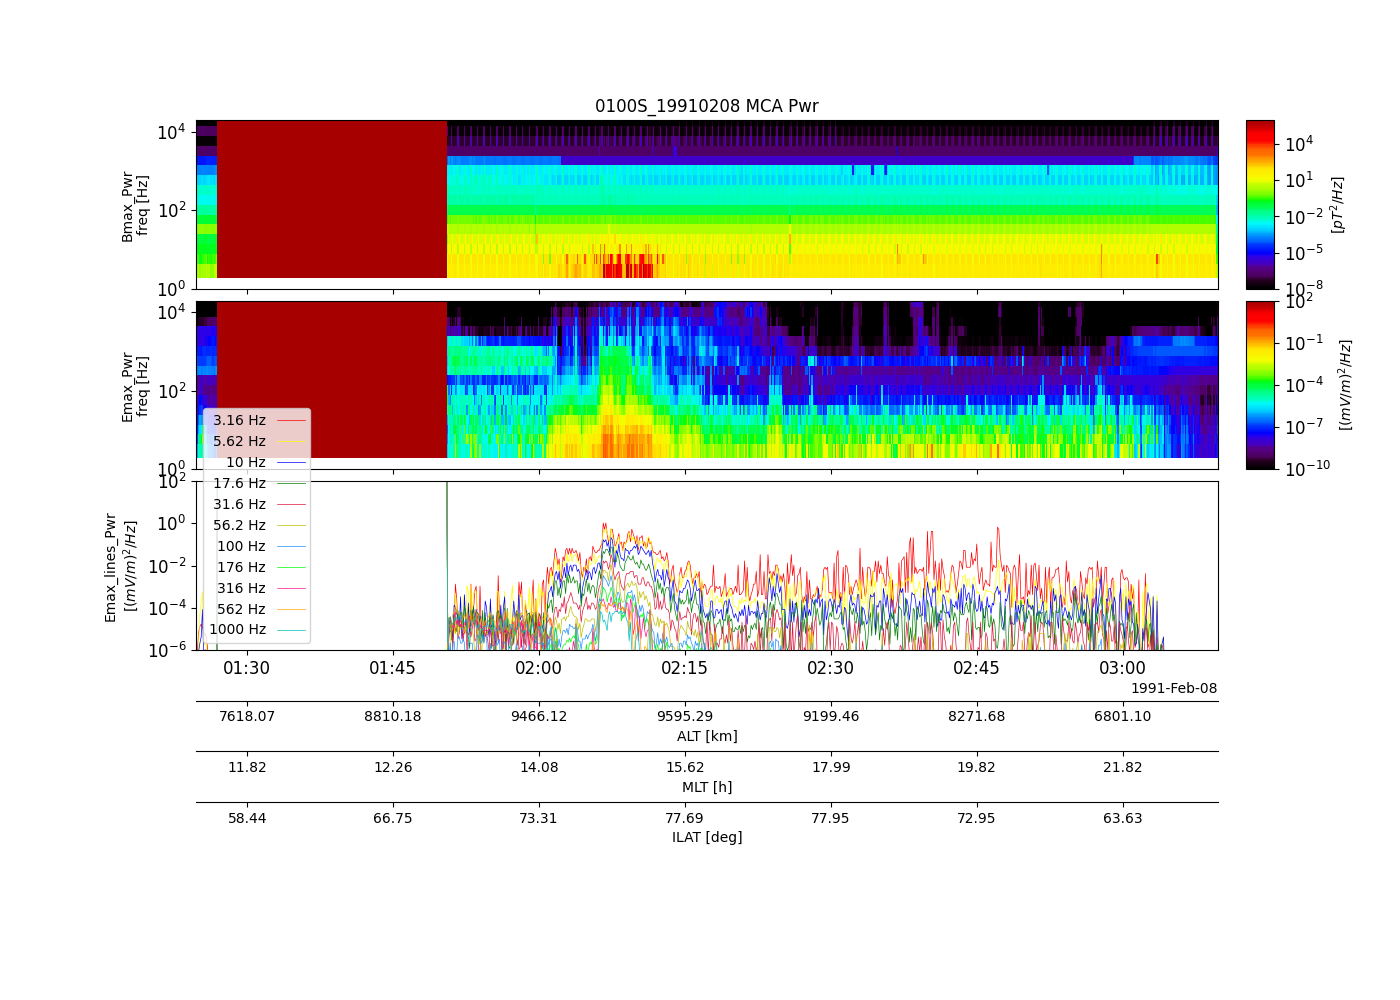 0100S_19910208 MCA Pwr
10^4
10^2
10^0
Bmax_Pwr
freq [Hz]
10^4
10^1
10^-2
10^-5
10^-8
[pT^2/Hz]
10^4
10^2
10^0
Emax_Pwr
freq [Hz]
10^2
10^-1
10^-4
10^-7
10^-10
[(mV/m)^2/Hz]
3.16 Hz
5.62 Hz
10 Hz
17.6 Hz
31.6 Hz
56.2 Hz
100 Hz
176 Hz
316 Hz
562 Hz
1000 Hz
10^2
10^0
10^-2
10^-4
10^-6
Emax_lines_Pwr
[(mV/m)^2/Hz]
01:30 01:45 02:00 02:15 02:30 02:45 03:00
1991-Feb-08
7618.07 8810.18 9466.12 9595.29 9199.46 8271.68 6801.10
ALT [km]
11.82 12.26 14.08 15.62 17.99 19.82 21.82
MLT [h]
58.44 66.75 73.31 77.69 77.95 72.95 63.63
ILAT [deg]